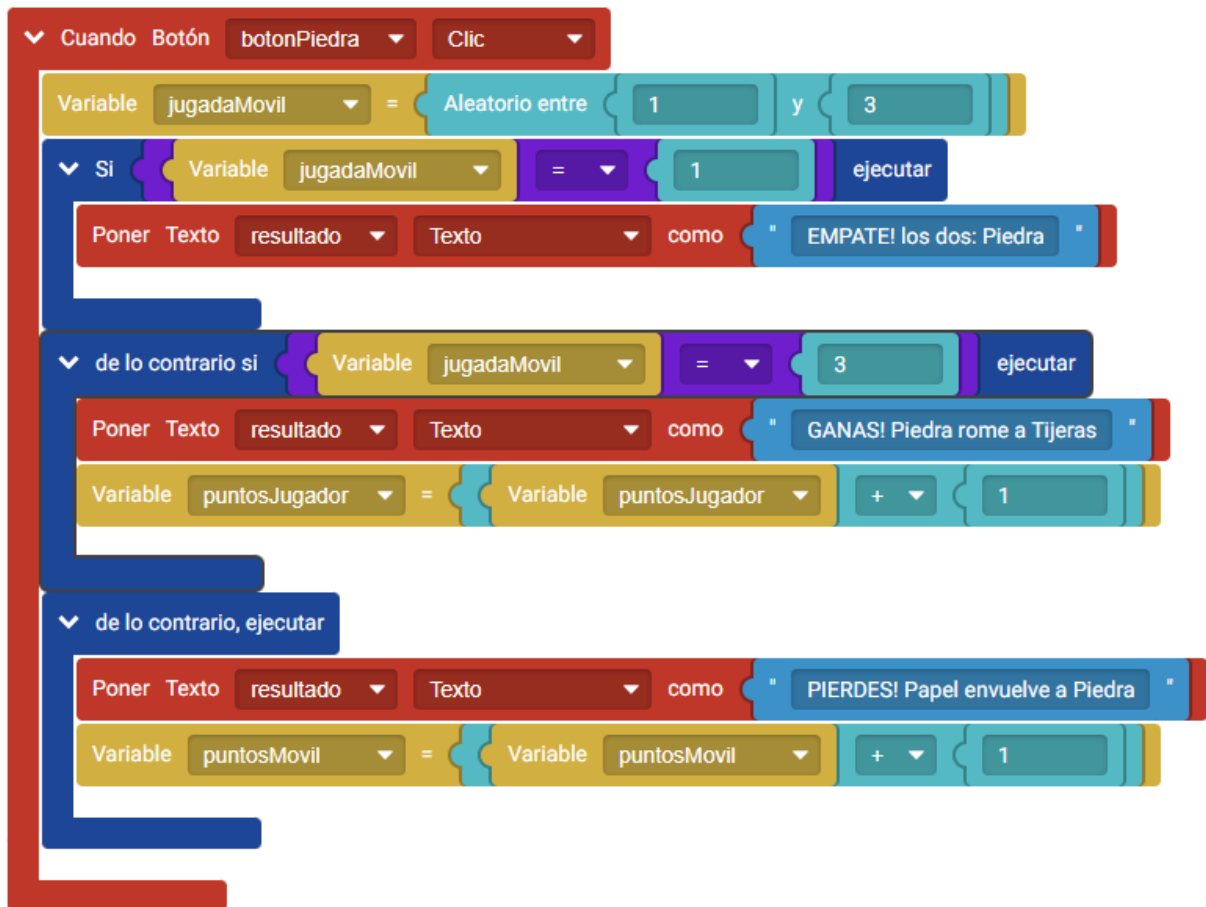 Cuando Botón botonPiedra Clic
Variable jugadaMovil = Aleatorio entre 1 y 3
Si Variable jugadaMovil = 1 ejecutar
Poner Texto resultado Texto como " EMPATE! los dos: Piedra "
de lo contrario si Variable jugadaMovil = 3 ejecutar
Poner Texto resultado Texto como " GANAS! Piedra rome a Tijeras "
Variable puntosJugador = Variable puntosJugador + 1
de lo contrario, ejecutar
Poner Texto resultado Texto como " PIERDES! Papel envuelve a Piedra "
Variable puntosMovil = Variable puntosMovil + 1